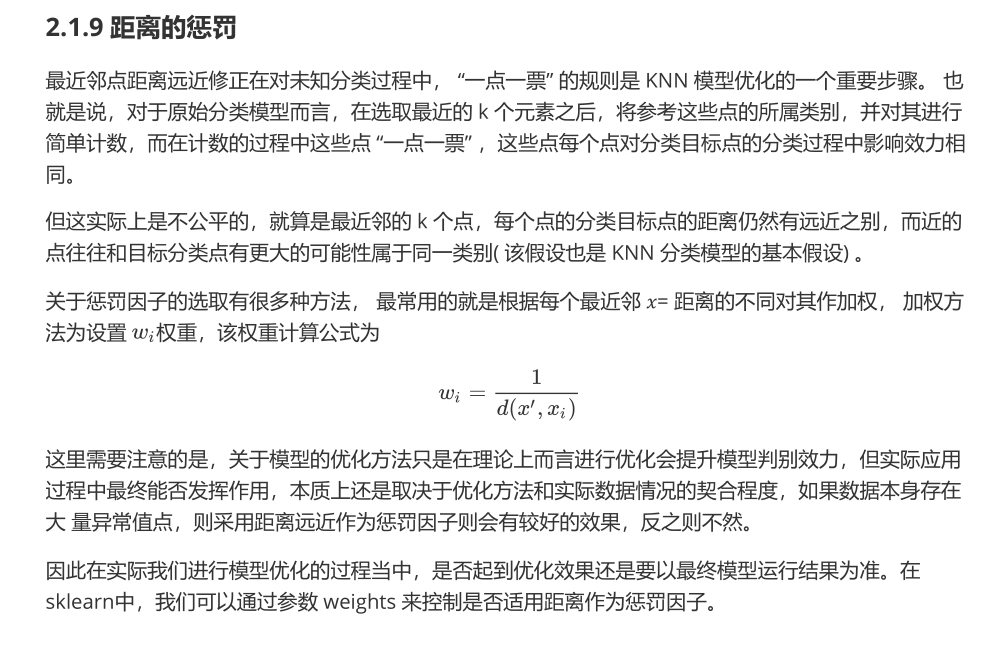 2.1.9 距离的惩罚
最近邻点距离远近修正在对未知分类过程中， “一点一票” 的规则是 KNN 模型优化的一个重要步骤。 也
就是说，对于原始分类模型而言，在选取最近的 k 个元素之后，将参考这些点的所属类别，并对其进行
简单计数，而在计数的过程中这些点 “一点一票” ，这些点每个点对分类目标点的分类过程中影响效力相
同。
但这实际上是不公平的，就算是最近邻的 k 个点，每个点的分类目标点的距离仍然有远近之别，而近的
点往往和目标分类点有更大的可能性属于同一类别( 该假设也是 KNN 分类模型的基本假设) 。
关于惩罚因子的选取有很多种方法， 最常用的就是根据每个最近邻 x= 距离的不同对其作加权， 加权方
法为设置 wᵢ权重，该权重计算公式为
wᵢ = 1 / d(x′, xᵢ)
这里需要注意的是，关于模型的优化方法只是在理论上而言进行优化会提升模型判别效力，但实际应用
过程中最终能否发挥作用，本质上还是取决于优化方法和实际数据情况的契合程度，如果数据本身存在
大 量异常值点，则采用距离远近作为惩罚因子则会有较好的效果，反之则不然。
因此在实际我们进行模型优化的过程当中，是否起到优化效果还是要以最终模型运行结果为准。在
sklearn中，我们可以通过参数 weights 来控制是否适用距离作为惩罚因子。